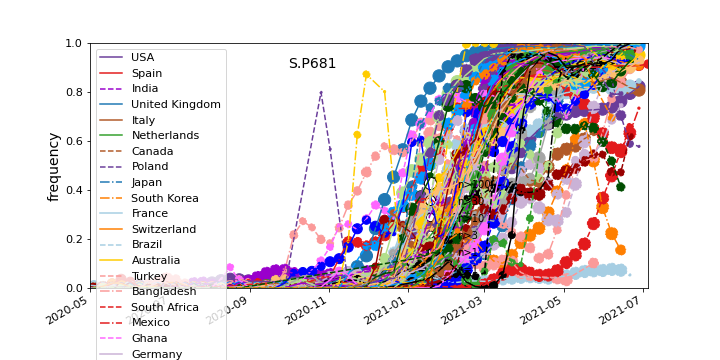 S.P681
frequency
1.0
0.8
0.6
0.4
0.2
0.0
USA
Spain
India
United Kingdom
Italy
Netherlands
Canada
Poland
Japan
South Korea
France
Switzerland
Brazil
Australia
Turkey
Bangladesh
South Africa
Mexico
Ghana
Germany
2020-05
2020-09
2020-11
2021-01
2021-03
2021-05
2021-07